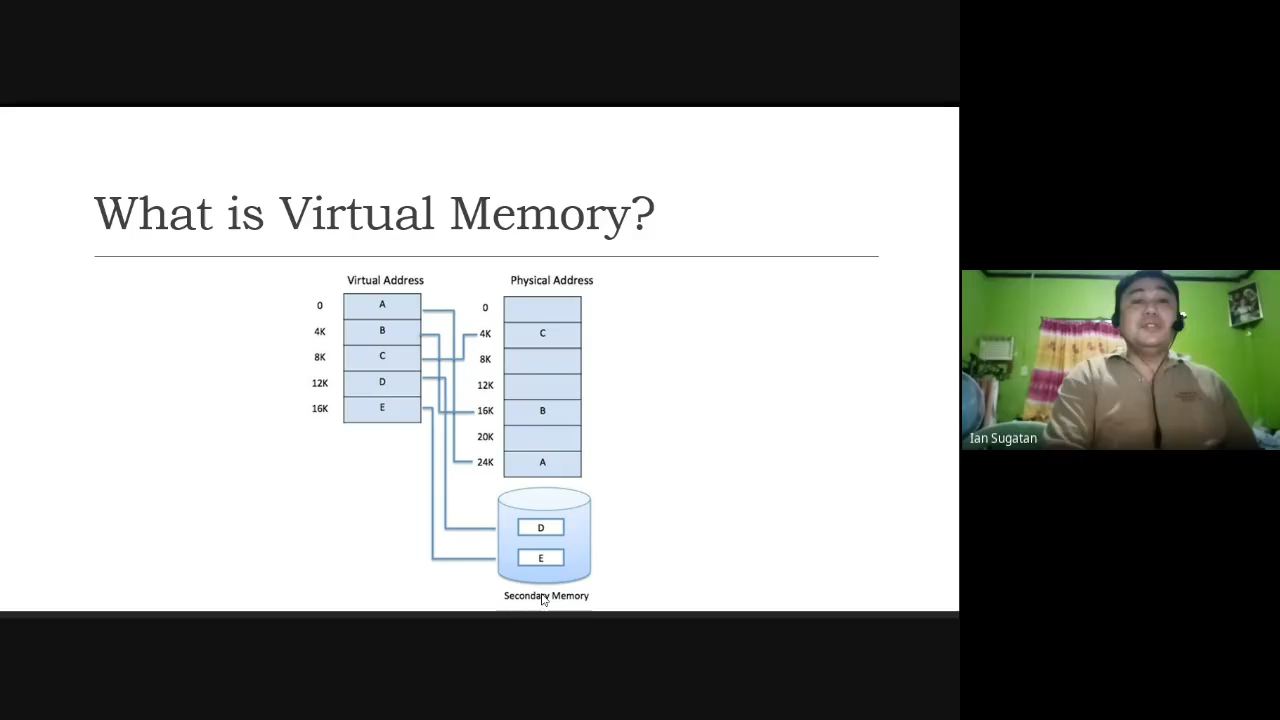 What is Virtual Memory?
Virtual Address
Physical Address
0
A
4K
B
8K
C
12K
D
16K
E
0
4K
C
8K
12K
16K
B
20K
24K
A
D
E
Secondary Memory
Ian Sugatan